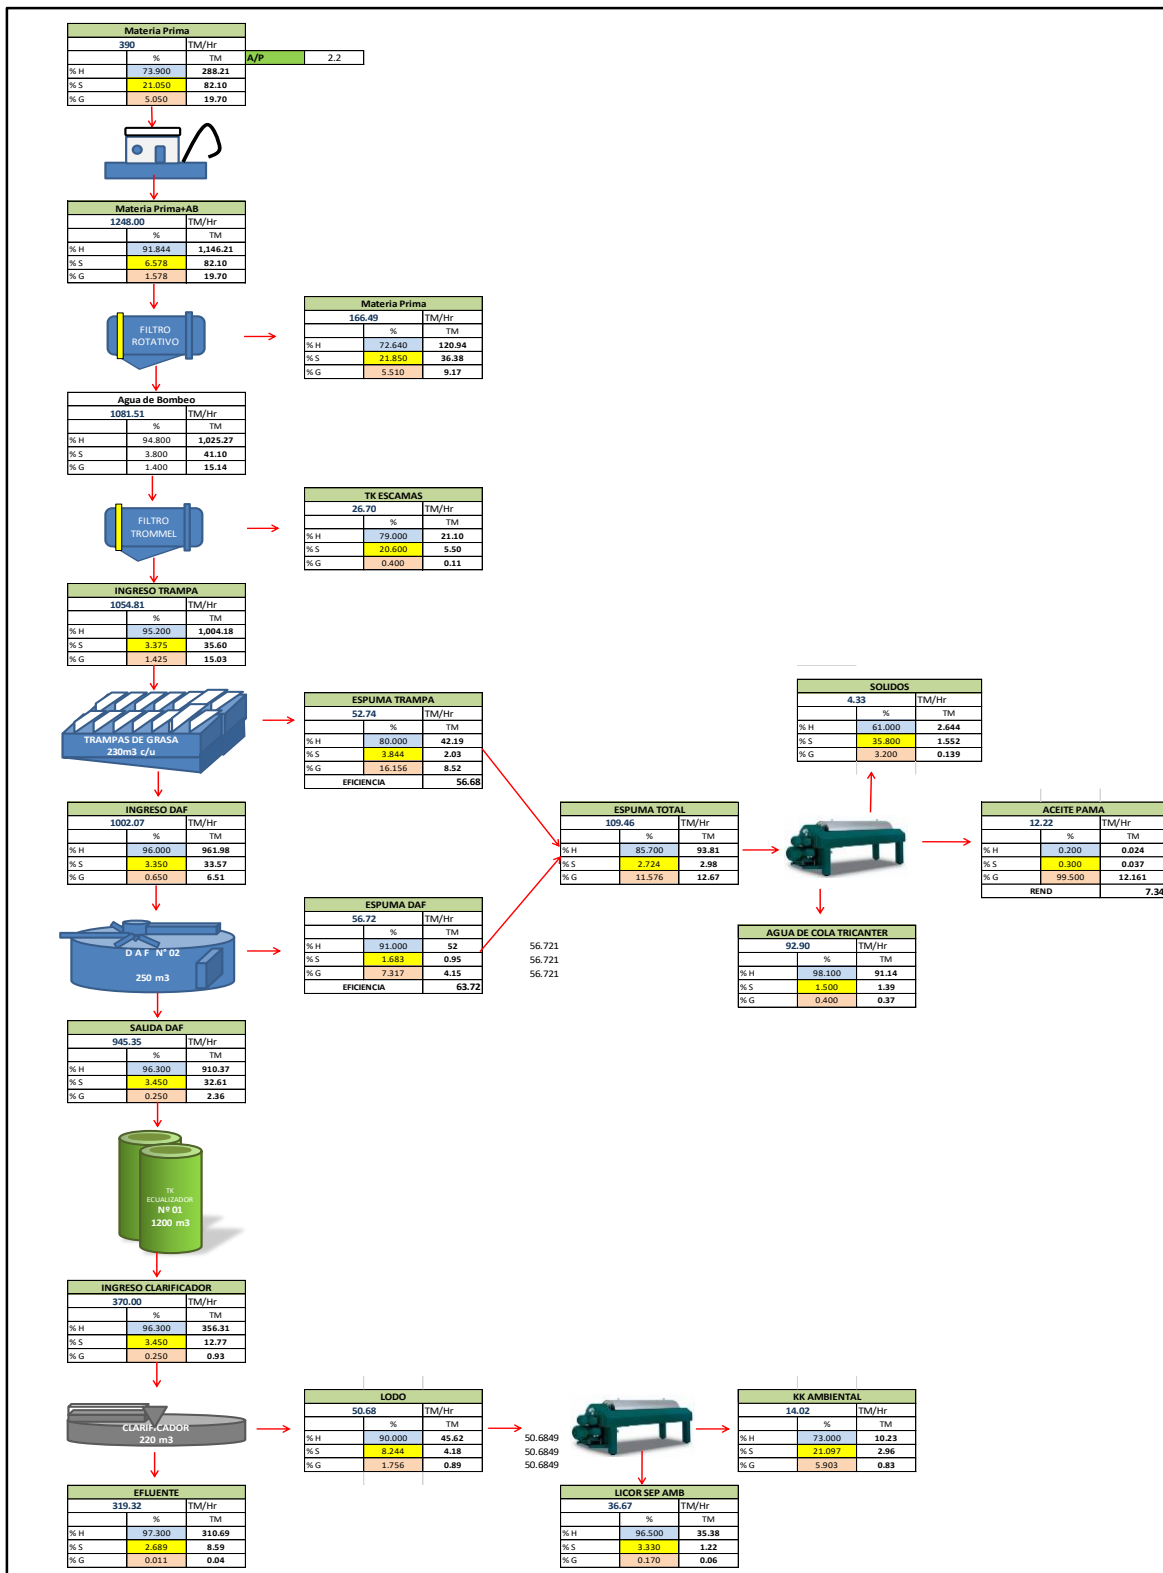 Materia Prima
390 TM/Hr
% TM A/P 2.2
% H 73.900 288.21
% S 21.050 82.10
% G 5.050 19.70
Materia Prima+AB
1248.00 TM/Hr
% TM
% H 91.844 1,146.21
% S 6.578 82.10
% G 1.578 19.70
FILTRO
ROTATIVO
Materia Prima
166.49 TM/Hr
% TM
% H 72.640 120.94
% S 21.850 36.38
% G 5.510 9.17
Agua de Bombeo
1081.51 TM/Hr
% TM
% H 94.800 1,025.27
% S 3.800 41.10
% G 1.400 15.14
FILTRO
TROMMEL
TK ESCAMAS
26.70 TM/Hr
% TM
% H 79.000 21.10
% S 20.600 5.50
% G 0.400 0.11
INGRESO TRAMPA
1054.81 TM/Hr
% TM
% H 95.200 1,004.18
% S 3.375 35.60
% G 1.425 15.03
TRAMPAS DE GRASA
230m3 c/u
ESPUMA TRAMPA
52.74 TM/Hr
% TM
% H 80.000 42.19
% S 3.844 2.03
% G 16.156 8.52
EFICIENCIA 56.68
SOLIDOS
4.33 TM/Hr
% TM
% H 61.000 2.644
% S 35.800 1.552
% G 3.200 0.139
INGRESO DAF
1002.07 TM/Hr
% TM
% H 96.000 961.98
% S 3.350 33.57
% G 0.650 6.51
ESPUMA TOTAL
109.46 TM/Hr
% TM
% H 85.700 93.81
% S 2.724 2.98
% G 11.576 12.67
ACEITE PAMA
12.22 TM/Hr
% TM
% H 0.200 0.024
% S 0.300 0.037
% G 99.500 12.161
REND 7.34
D A F N° 02
250 m3
ESPUMA DAF
56.72 TM/Hr
% TM
% H 91.000 52 56.721
% S 1.683 0.95 56.721
% G 7.317 4.15 56.721
EFICIENCIA 63.72
AGUA DE COLA TRICANTER
92.90 TM/Hr
% TM
% H 98.100 91.14
% S 1.500 1.39
% G 0.400 0.37
SALIDA DAF
945.35 TM/Hr
% TM
% H 96.300 910.37
% S 3.450 32.61
% G 0.250 2.36
TK
ECUALIZADOR
Nº 01
1200 m3
INGRESO CLARIFICADOR
370.00 TM/Hr
% TM
% H 96.300 356.31
% S 3.450 12.77
% G 0.250 0.93
CLARIFICADOR
220 m3
LODO
50.68 TM/Hr
% TM
% H 90.000 45.62 50.6849
% S 8.244 4.18 50.6849
% G 1.756 0.89 50.6849
KK AMBIENTAL
14.02 TM/Hr
% TM
% H 73.000 10.23
% S 21.097 2.96
% G 5.903 0.83
EFLUENTE
319.32 TM/Hr
% TM
% H 97.300 310.69
% S 2.689 8.59
% G 0.011 0.04
LICOR SEP AMB
36.67 TM/Hr
% TM
% H 96.500 35.38
% S 3.330 1.22
% G 0.170 0.06